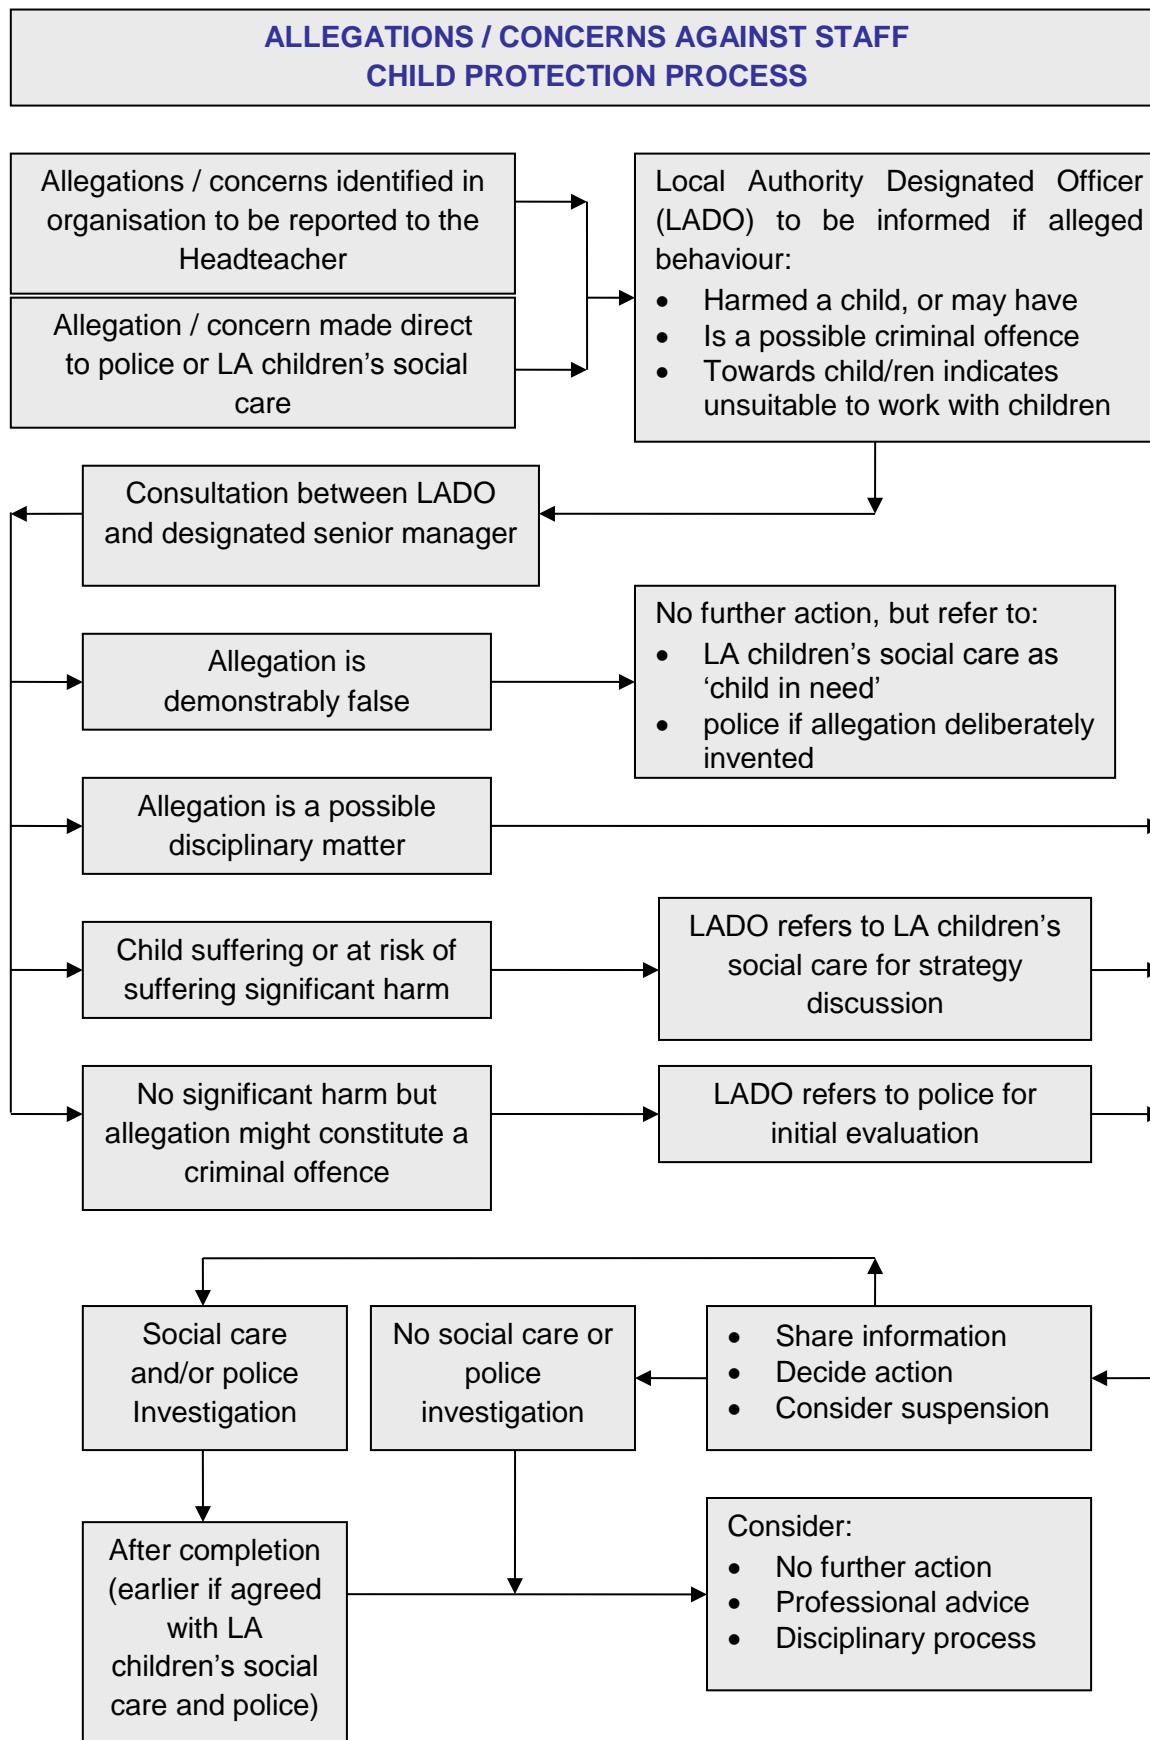 ALLEGATIONS / CONCERNS AGAINST STAFF
CHILD PROTECTION PROCESS
Allegations / concerns identified in
organisation to be reported to the
Headteacher
Allegation / concern made direct
to police or LA children’s social
care
Local Authority Designated Officer
(LADO) to be informed if alleged
behaviour:
• Harmed a child, or may have
• Is a possible criminal offence
• Towards child/ren indicates
unsuitable to work with children
Consultation between LADO
and designated senior manager
Allegation is
demonstrably false
No further action, but refer to:
• LA children’s social care as
‘child in need’
• police if allegation deliberately
invented
Allegation is a possible
disciplinary matter
Child suffering or at risk of
suffering significant harm
LADO refers to LA children’s
social care for strategy
discussion
No significant harm but
allegation might constitute a
criminal offence
LADO refers to police for
initial evaluation
Social care
and/or police
Investigation
No social care or
police
investigation
• Share information
• Decide action
• Consider suspension
After completion
(earlier if agreed
with LA
children’s social
care and police)
Consider:
• No further action
• Professional advice
• Disciplinary process